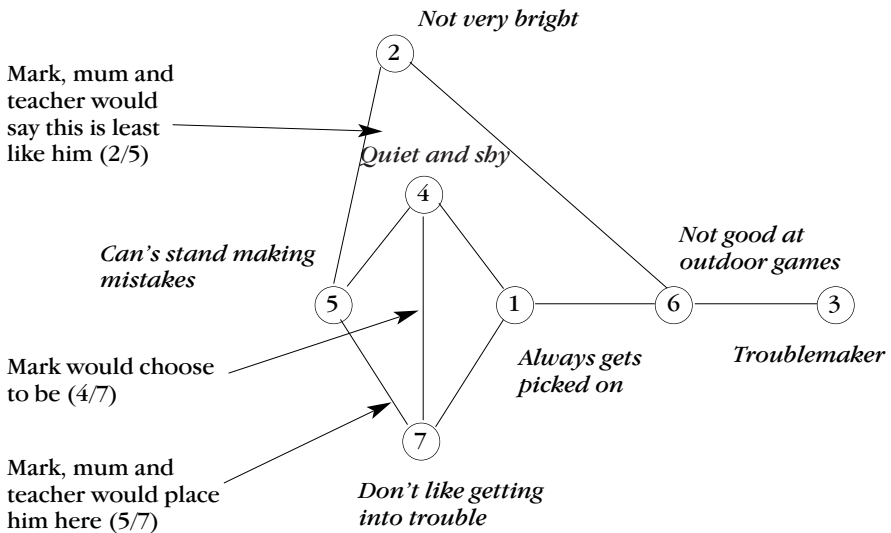 Not very bright
2
Mark, mum and
teacher would
say this is least
like him (2/5)
Quiet and shy
4
Can's stand making
mistakes
Not good at
outdoor games
5
1
6
3
Mark would choose
to be (4/7)
Always gets
picked on
Troublemaker
7
Mark, mum and
teacher would place
him here (5/7)
Don't like getting
into trouble